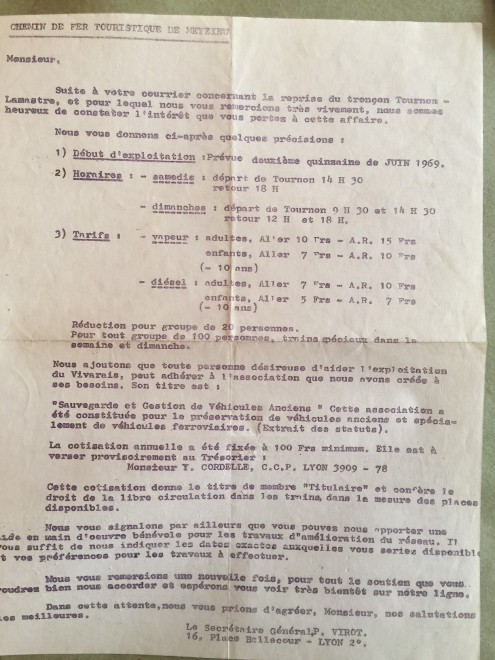 CHEMIN DE FER TOURISTIQUE DE MEYZIEU
Monsieur,
Suite à votre courrier concernant la reprise du tronçon Tournon -
Lamastre, et pour lequel nous vous remercions très vivement, nous sommes
heureux de constater l'intérêt que vous portez à cette affaire.
Nous vous donnons ci-après quelques précisions :
1) Début d'exploitation :Prévue deuxième quinzaine de JUIN 1969.
2) Horaires : - samedis : départ de Tournon 14 H 30
retour 18 H
- dimanches : départ de Tournon 9 H 30 et 14 H 30
retour 12 H et 18 H.
3) Tarifs : - vapeur : adultes, Aller 10 Frs - A.R. 15 Frs
enfants, Aller 7 Frs - A.R. 10 Frs
(- 10 ans)
- diésel : adultes, Aller 7 Frs - A.R. 10 Frs
enfants, Aller 5 Frs - A.R. 7 Frs
(- 10 ans)
Réduction pour groupe de 20 personnes.
Pour tout groupe de 100 personnes, trains spéciaux dans la
semaine et dimanche.
Nous ajoutons que toute personne désireuse d'aider l'exploitation
du Vivarais, peut adhérer à l'association que nous avons créée à
ses besoins. Son titre est :
"Sauvegarde et Gestion de Véhicules Anciens " Cette association a
été constituée pour la préservation de véhicules anciens et spécia-
lement de véhicules ferroviaires. (Extrait des statuts).
La cotisation annuelle a été fixée à 100 Frs minimum. Elle est à
verser provisoirement au Trésorier :
Monsieur Y. CORDELLE, C.C.P. LYON 3909 - 78
Cette cotisation donne le titre de membre "Titulaire" et confère le
droit de la libre circulation dans les trains, dans la mesure des places
disponibles.
Nous vous signalons par ailleurs que vous pouvez nous apporter une
aide en main d'oeuvre bénévole pour les travaux d'amélioration du réseau. Il
vous suffit de nous indiquer les dates exactes auxquelles vous seriez disponible
et vos préférences pour les travaux à effectuer.
Nous vous remercions une nouvelle fois, pour tout le soutien que vous
voudrez bien nous accorder et espérons vous voir très bientôt sur notre ligne.
Dans cette attente,nous vous prions d'agréer, Monsieur, nos salutations
les meilleures.
Le Secrétaire Général,P. VIROT.
16, Place Bellecour - LYON 2°.